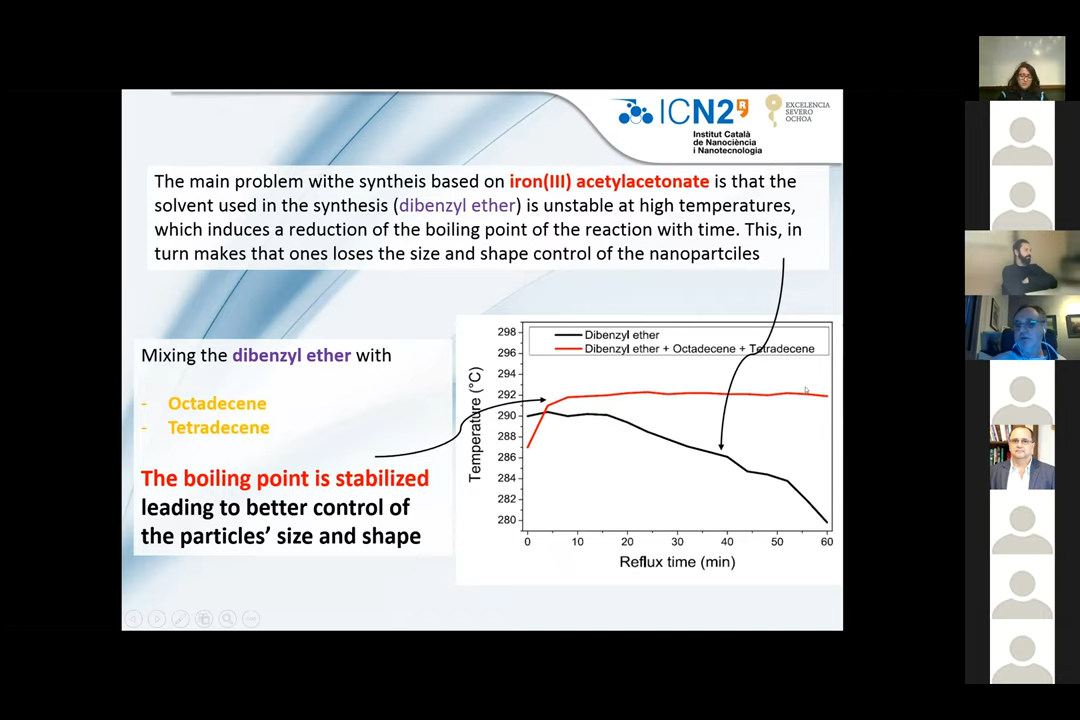 ICN2
EXCELENCIA
SEVERO
OCHOA
Institut Català
de Nanociència
i Nanotecnologia
The main problem withe syntheis based on iron(III) acetylacetonate is that the
solvent used in the synthesis (dibenzyl ether) is unstable at high temperatures,
which induces a reduction of the boiling point of the reaction with time. This, in
turn makes that ones loses the size and shape control of the nanopartciles
Mixing the dibenzyl ether with
- Octadecene
- Tetradecene
The boiling point is stabilized
leading to better control of
the particles' size and shape
Dibenzyl ether
Dibenzyl ether + Octadecene + Tetradecene
Temperature (°C)
298
296
294
292
290
288
286
284
282
280
0 10 20 30 40 50 60
Reflux time (min)